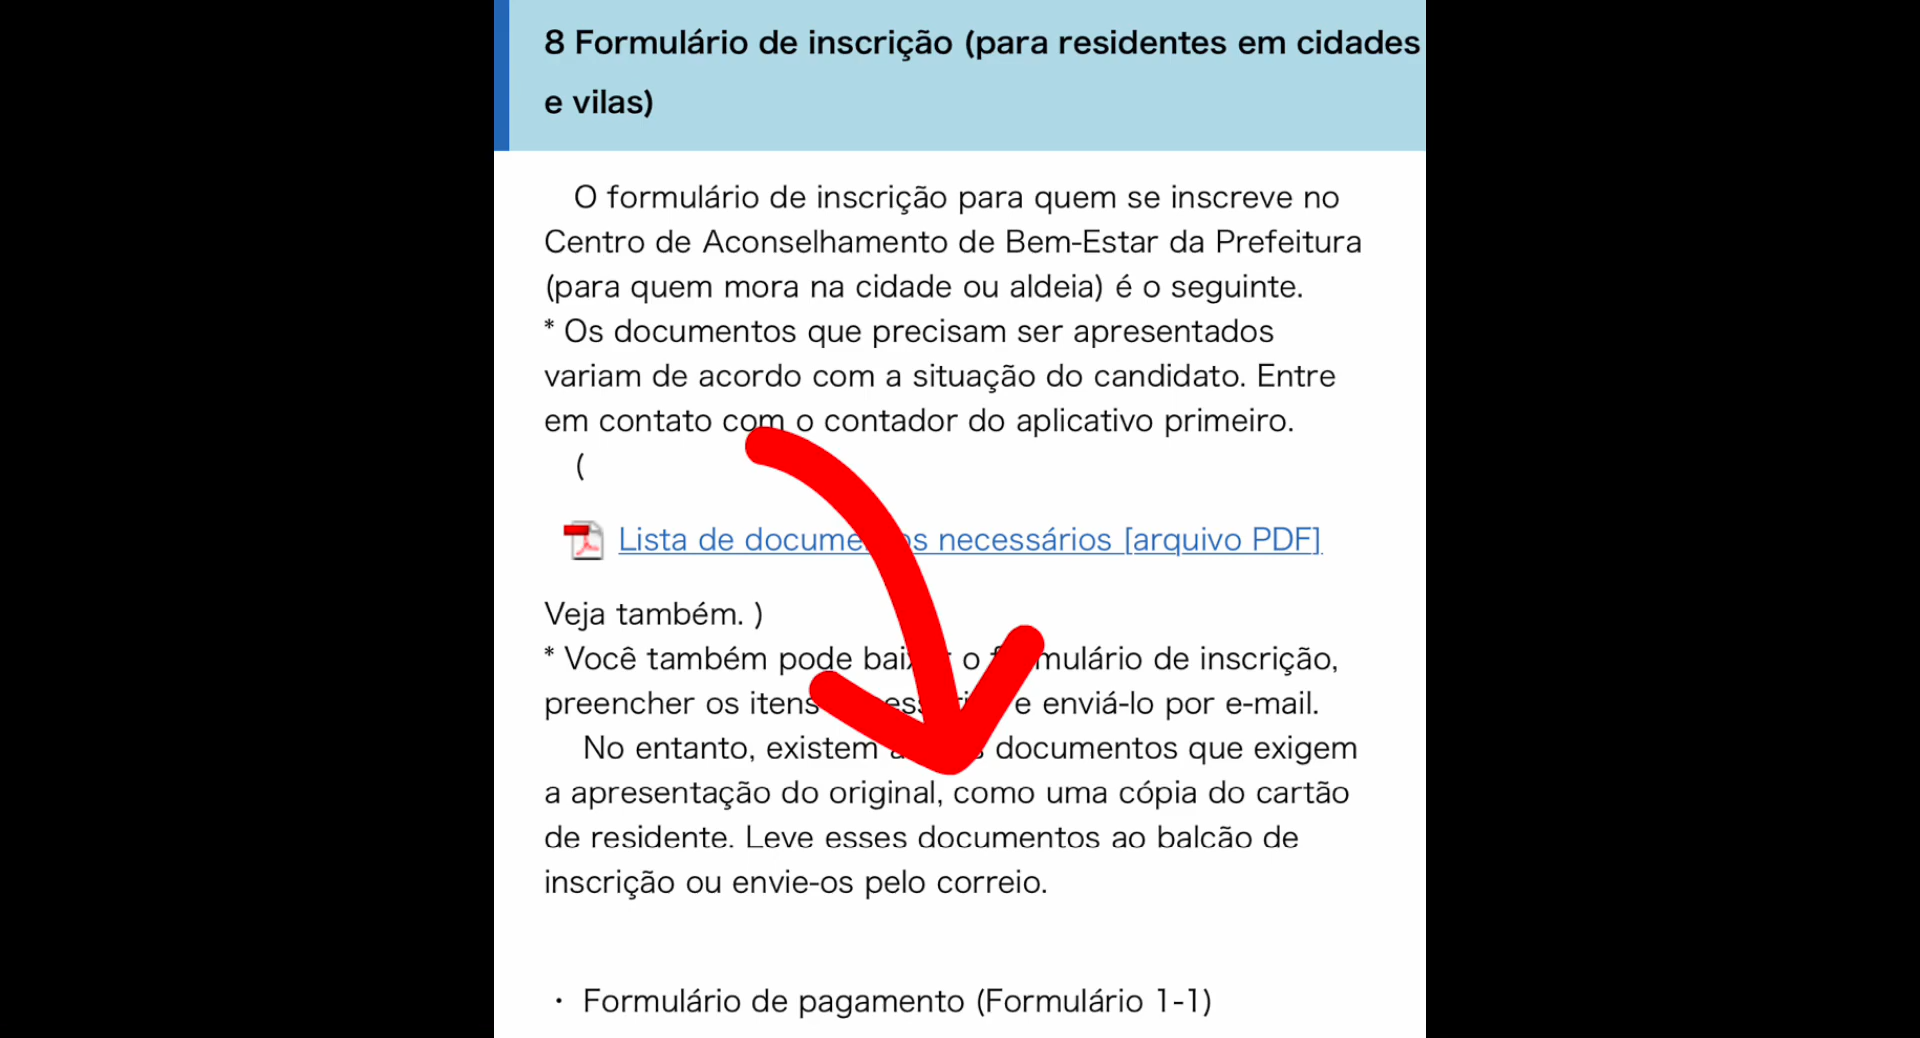 8 Formulário de inscrição (para residentes em cidades
e vilas)
O formulário de inscrição para quem se inscreve no
Centro de Aconselhamento de Bem-Estar da Prefeitura
(para quem mora na cidade ou aldeia) é o seguinte.
* Os documentos que precisam ser apresentados
variam de acordo com a situação do candidato. Entre
em contato com o contador do aplicativo primeiro.
(
Lista de documentos necessários [arquivo PDF]
Veja também. )
* Você também pode baixar o formulário de inscrição,
preencher os itens e enviá-lo por e-mail.
No entanto, existem documentos que exigem
a apresentação do original, como uma cópia do cartão
de residente. Leve esses documentos ao balcão de
inscrição ou envie-os pelo correio.
・ Formulário de pagamento (Formulário 1-1)